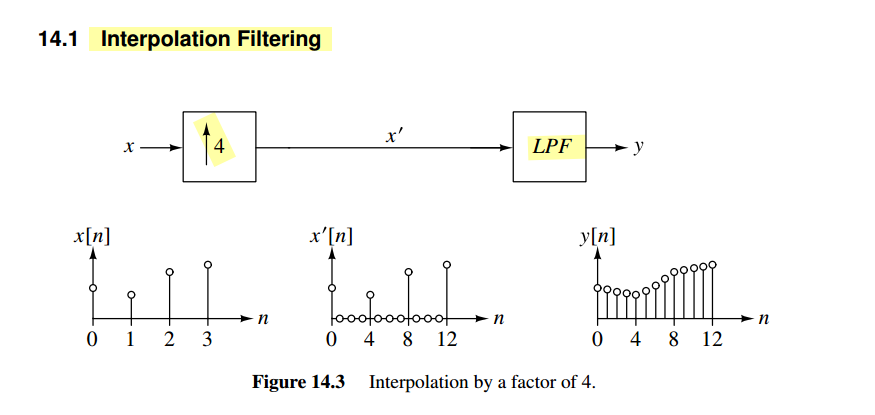 14.1 Interpolation Filtering
x ↑ 4 x′ LPF y
x[n] x′[n] y[n]
n n n
0 1 2 3 0 4 8 12 0 4 8 12
Figure 14.3 Interpolation by a factor of 4.